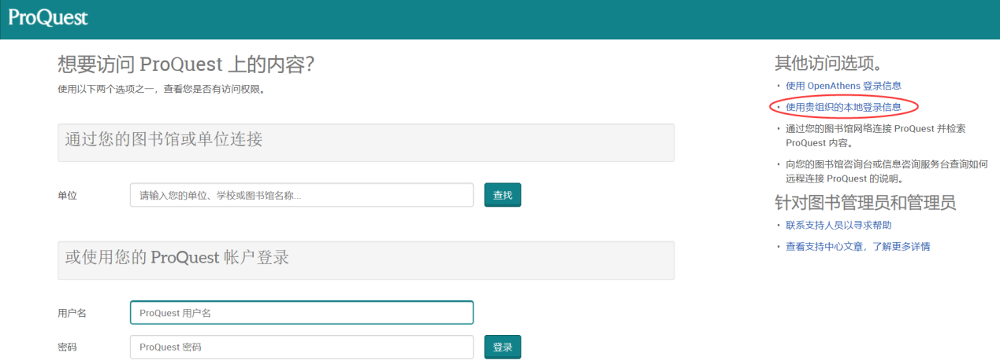 ProQuest
想要访问 ProQuest 上的内容？
使用以下两个选项之一，查看您是否有访问权限。
通过您的图书馆或单位连接
单位
请输入您的单位、学校或图书馆名称...
查找
或使用您的 ProQuest 帐户登录
用户名
ProQuest 用户名
密码
ProQuest 密码
登录
其他访问选项。
使用 OpenAthens 登录信息
使用贵组织的本地登录信息
通过您的图书馆网络连接 ProQuest 并检索
ProQuest 内容。
向您的图书馆咨询台或信息咨询服务台查询如何
远程连接 ProQuest 的说明。
针对图书管理员和管理员
联系支持人员以寻求帮助
查看支持中心文章，了解更多详情